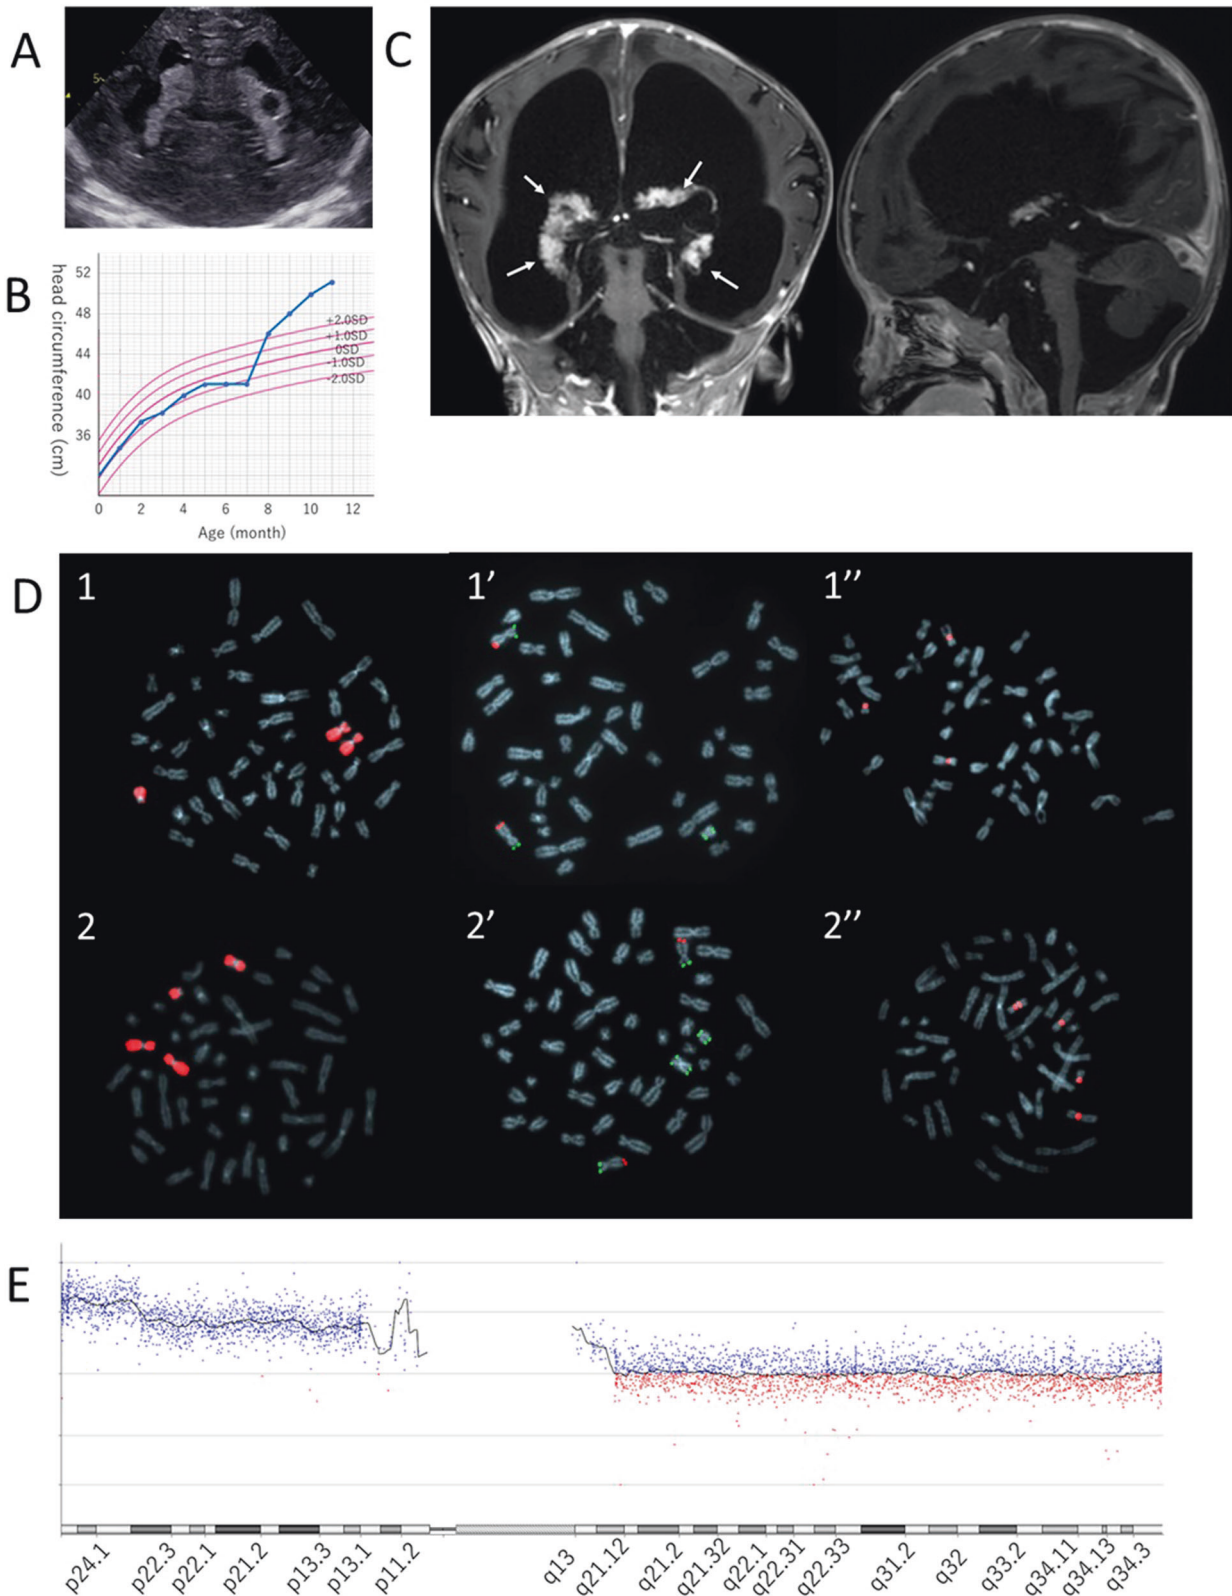 A
5
C
B
head circumference (cm)
52
48
44
40
36
+2.0SD
+1.0SD
0SD
-1.0SD
-2.0SD
0 2 4 6 8 10 12
Age (month)
D
1 1′ 1″
2 2′ 2″
E
p24.1 p22.3 p22.1 p21.2 p13.3 p13.1 p11.2 q13 q21.12 q21.2 q21.32 q22.1 q22.31 q22.33 q31.2 q32 q33.2 q34.11 q34.13 q34.3